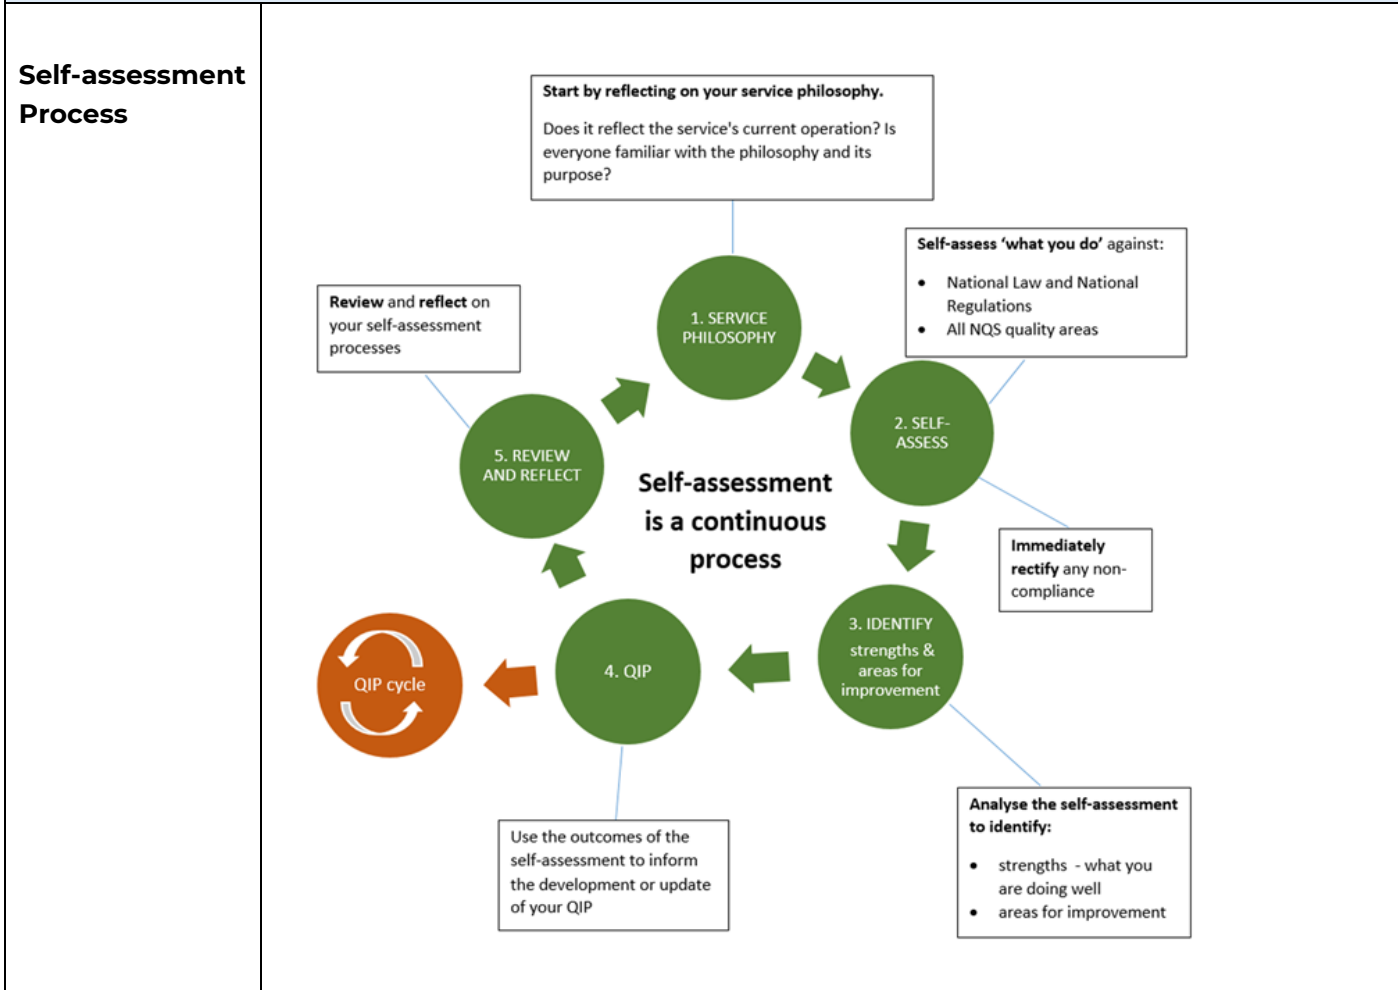 Self-assessment
Process
Start by reflecting on your service philosophy.
Does it reflect the service's current operation? Is
everyone familiar with the philosophy and its
purpose?
1. SERVICE
PHILOSOPHY
Self-assess ‘what you do’ against:
• National Law and National
Regulations
• All NQS quality areas
2. SELF-
ASSESS
Immediately
rectify any non-
compliance
3. IDENTIFY
strengths &
areas for
improvement
Analyse the self-assessment
to identify:
• strengths - what you
are doing well
• areas for improvement
4. QIP
Use the outcomes of the
self-assessment to inform
the development or update
of your QIP
QIP cycle
5. REVIEW
AND REFLECT
Review and reflect on
your self-assessment
processes
Self-assessment
is a continuous
process